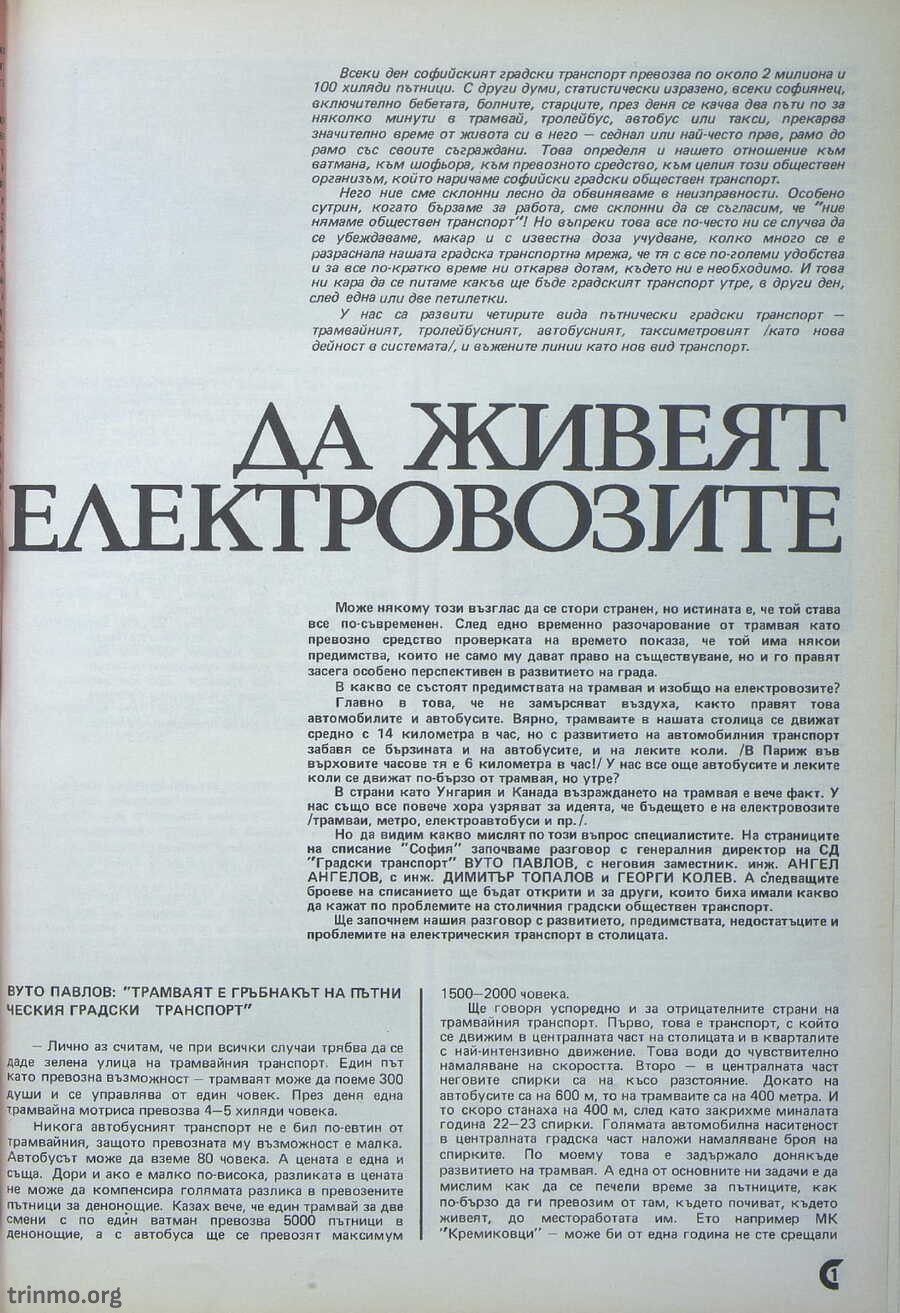 Всеки ден софийският градски транспорт превозва по около 2 милиона и
100 хиляди пътници. С други думи, статистически изразено, всеки софиянец,
включително бебетата, болните, старците, през деня се качва два пъти по за
няколко минути в трамвай, тролейбус, автобус или такси, прекарва
значително време от живота си в него — седнал или най-често прав, рамо до
рамо със своите съграждани. Това определя и нашето отношение към
ватмана, към шофьора, към превозното средство, към целия този обществен
организъм, който наричаме софийски градски обществен транспорт.
Него ние сме склонни лесно да обвиняваме в неизправности. Особено
сутрин, когато бързаме за работа, сме склонни да се съгласим, че "ние
нямаме обществен транспорт"! Но въпреки това все по-често ни се случва да
се убеждаваме, макар и с известна доза учудване, колко много се е
разраснала нашата градска транспортна мрежа, че тя с все по-големи удобства
и за все по-кратко време ни откарва дотам, където ни е необходимо. И това
ни кара да се питаме какъв ще бъде градският транспорт утре, в други ден,
след една или две петилетки.
У нас са развити четирите вида пътнически градски транспорт —
трамвайният, тролейбусният, автобусният, таксиметровият /като нова
дейност в системата/, и въжените линии като нов вид транспорт.
ДА ЖИВЕЯТ
ЕЛЕКТРОВОЗИТЕ
Може някому този възглас да се стори странен, но истината е, че той става
все по-съвременен. След едно временно разочарование от трамвая като
превозно средство проверката на времето показа, че той има някои
предимства, които не само му дават право на съществуване, но и го правят
засега особено перспективен в развитието на града.
В какво се състоят предимствата на трамвая и изобщо на електровозите?
Главно в това, че не замърсяват въздуха, както правят това
автомобилите и автобусите. Вярно, трамваите в нашата столица се движат
средно с 14 километра в час, но с развитието на автомобилния транспорт
забавя се бързината и на автобусите, и на леките коли. /В Париж във
върховите часове тя е 6 километра в час!/ У нас все още автобусите и леките
коли се движат по-бързо от трамвая, но утре?
В страни като Унгария и Канада възраждането на трамвая е вече факт. У
нас също все повече хора узряват за идеята, че бъдещето е на електровозите
/трамваи, метро, електроавтобуси и пр./.
Но да видим какво мислят по този въпрос специалистите. На страниците
на списание "София" започваме разговор с генералния директор на СД
"Градски транспорт" ВУТО ПАВЛОВ, с неговия заместник. инж. АНГЕЛ
АНГЕЛОВ, с инж. ДИМИТЪР ТОПАЛОВ и ГЕОРГИ КОЛЕВ. А следващите
броеве на списанието ще бъдат открити и за други, които биха имали какво
да кажат по проблемите на столичния градски обществен транспорт.
Ще започнем нашия разговор с развитието, предимствата, недостатъците и
проблемите на електрическия транспорт в столицата.
ВУТО ПАВЛОВ: "ТРАМВАЯТ Е ГРЪБНАКЪТ НА ПЪТНИ
ЧЕСКИЯ ГРАДСКИ ТРАНСПОРТ"
— Лично аз считам, че при всички случаи трябва да се
даде зелена улица на трамвайния транспорт. Един път
като превозна възможност — трамваят може да поеме 300
души и се управлява от един човек. През деня една
трамвайна мотриса превозва 4—5 хиляди човека.
Никога автобусният транспорт не е бил по-евтин от
трамвайния, защото превозната му възможност е малка.
Автобусът може да вземе 80 човека. А цената е една и
съща. Дори и ако е малко по-висока, разликата в цената
не може да компенсира голямата разлика в превозените
пътници за денонощие. Казах вече, че един трамвай за две
смени с по един ватман превозва 5000 пътници в
денонощие, а с автобуса ще се превозят максимум
1500—2000 човека.
Ще говоря успоредно и за отрицателните страни на
трамвайния транспорт. Първо, това е транспорт, с който
се движим в централната част на столицата и в кварталите
с най-интензивно движение. Това води до чувствително
намаляване на скоростта. Второ — в централната част
неговите спирки са на късо разстояние. Докато на
автобусите са на 600 м, то на трамваите са на 400 метра. И
то скоро станаха на 400 м, след като закрихме миналата
година 22—23 спирки. Голямата автомобилна наситеност
в централната градска част наложи намаляване броя на
спирките. По моему това е задържало донякъде
развитието на трамвая. А една от основните ни задачи е да
мислим как да се печели време за пътниците, как
по-бързо да ги превозим от там, където почиват, където
живеят, до местоработата им. Ето например МК
"Кремиковци" — може би от една година не сте срещали
1
trinmo.org